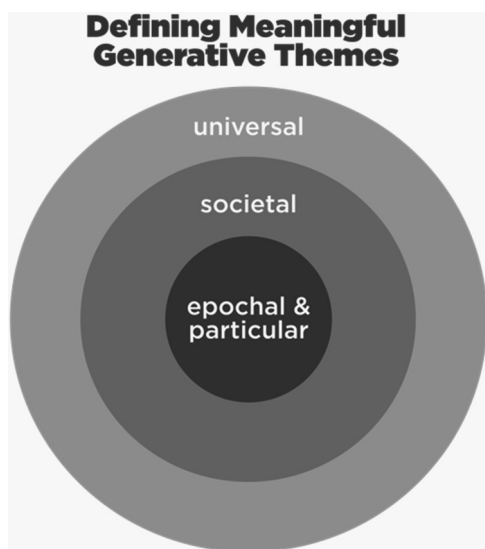 Defining Meaningful
Generative Themes
universal
societal
epochal &
particular